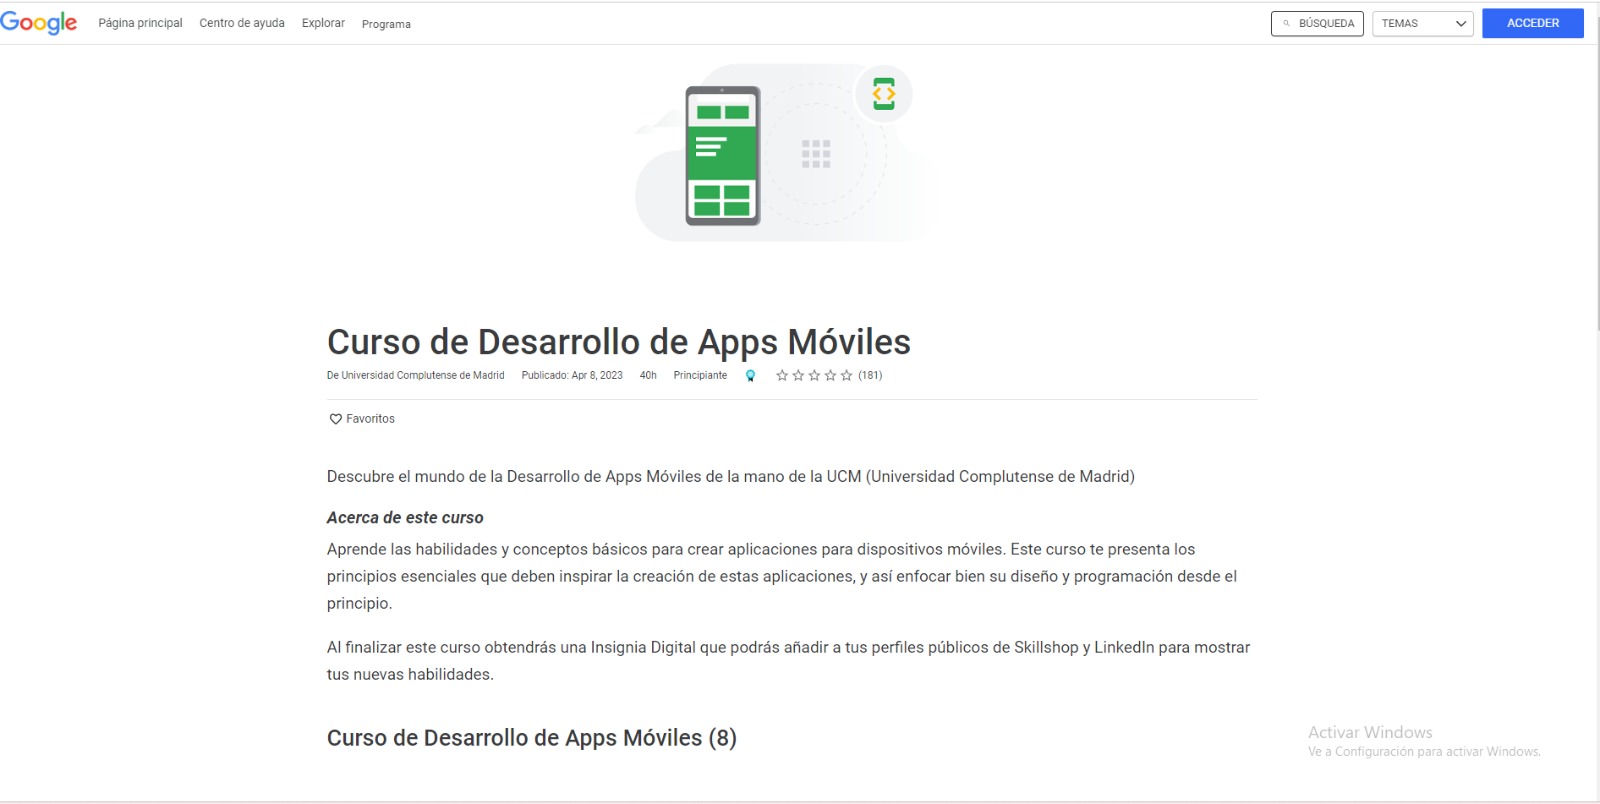 Google Página principal Centro de ayuda Explorar Programa BÚSQUEDA TEMAS ACCEDER
Curso de Desarrollo de Apps Móviles
De Universidad Complutense de Madrid Publicado: Apr 8, 2023 40h Principiante (181)
Favoritos
Descubre el mundo de la Desarrollo de Apps Móviles de la mano de la UCM (Universidad Complutense de Madrid)
Acerca de este curso
Aprende las habilidades y conceptos básicos para crear aplicaciones para dispositivos móviles. Este curso te presenta los
principios esenciales que deben inspirar la creación de estas aplicaciones, y así enfocar bien su diseño y programación desde el
principio.
Al finalizar este curso obtendrás una Insignia Digital que podrás añadir a tus perfiles públicos de Skillshop y LinkedIn para mostrar
tus nuevas habilidades.
Curso de Desarrollo de Apps Móviles (8)
Activar Windows
Ve a Configuración para activar Windows.